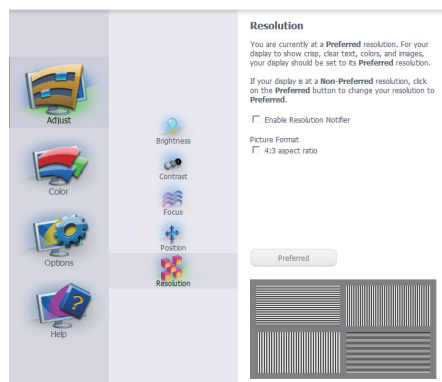 Adjust
Color
Options
Help
Brightness
Contrast
Focus
Position
Resolution
Resolution
You are currently at a Preferred resolution. For your
display to show crisp, clear text, colors, and images,
your display should be set to its Preferred resolution.
If your display is at a Non-Preferred resolution, click
on the Preferred button to change your resolution to
Preferred.
Enable Resolution Notifier
Picture Format
4:3 aspect ratio
Preferred